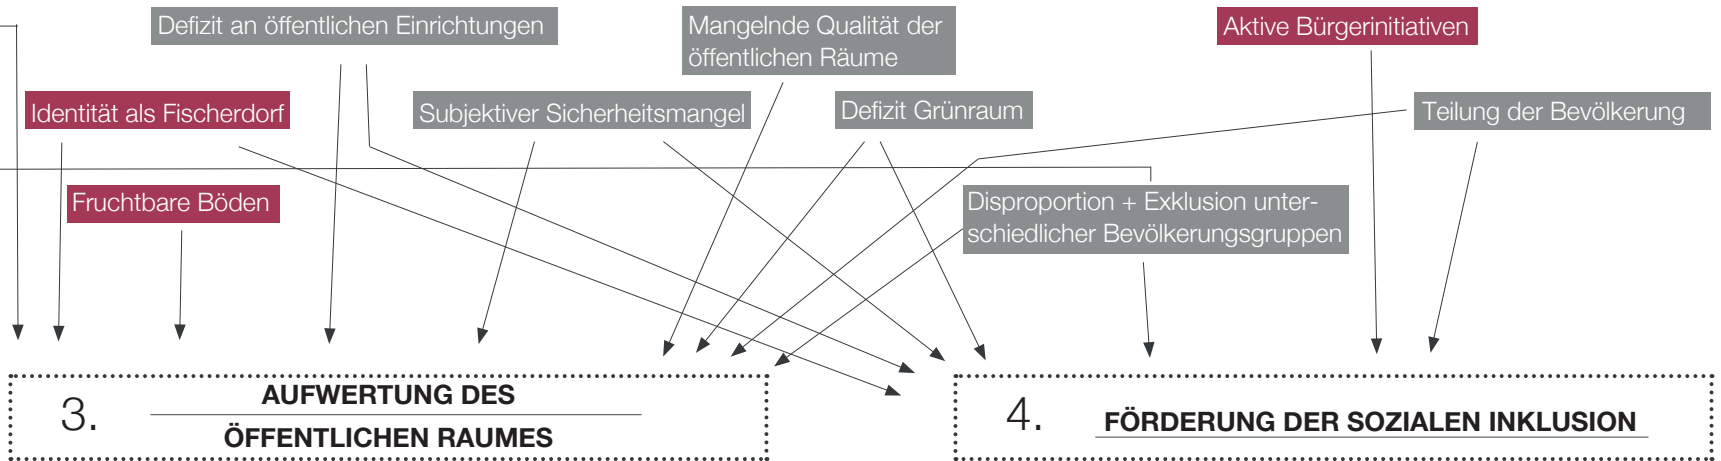 Defizit an öffentlichen Einrichtungen
Mangelnde Qualität der
öffentlichen Räume
Aktive Bürgerinitiativen
Identität als Fischerdorf
Subjektiver Sicherheitsmangel
Defizit Grünraum
Teilung der Bevölkerung
Fruchtbare Böden
Disproportion + Exklusion unter-
schiedlicher Bevölkerungsgruppen
3.
AUFWERTUNG DES
ÖFFENTLICHEN RAUMES
4.
FÖRDERUNG DER SOZIALEN INKLUSION